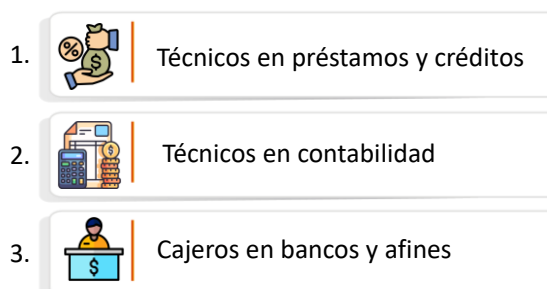 1. Técnicos en préstamos y créditos
2. Técnicos en contabilidad
3. Cajeros en bancos y afines